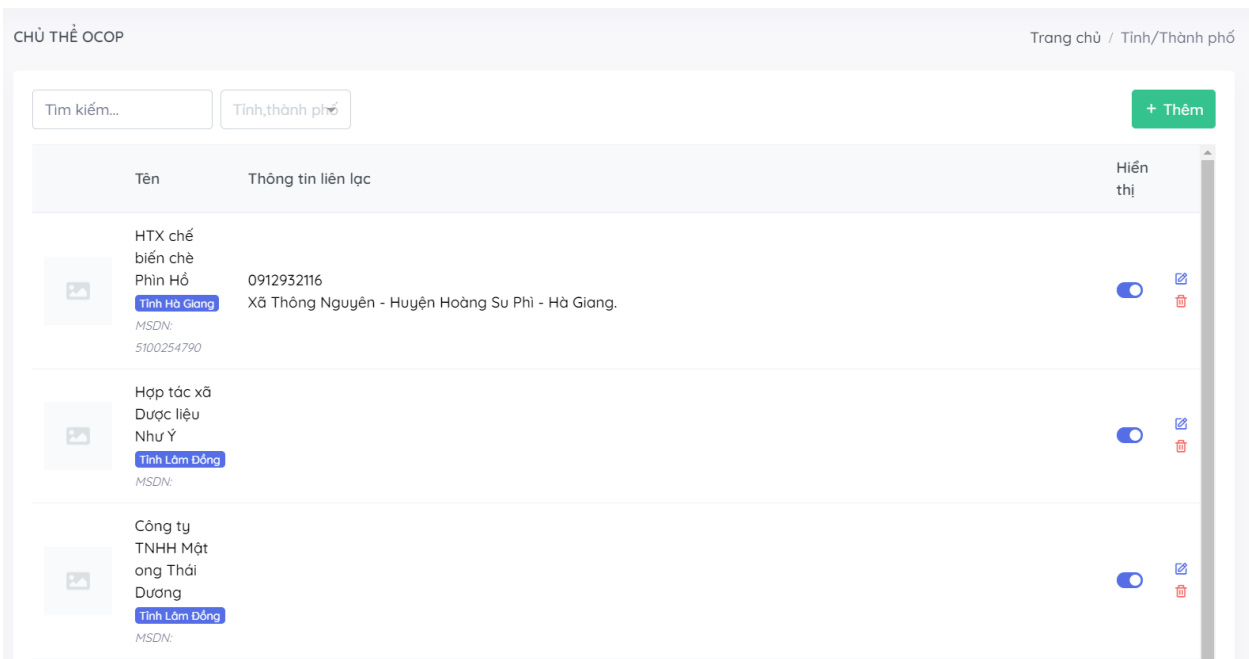 CHỦ THỂ OCOP
Trang chủ / Tỉnh/Thành phố
Tìm kiếm...
Tỉnh,thành phố
+ Thêm
Tên
Thông tin liên lạc
Hiển
thị
HTX chế
biến chè
Phìn Hồ
Tỉnh Hà Giang
MSDN:
5100254790
0912932116
Xã Thông Nguyên - Huyện Hoàng Su Phì - Hà Giang.
Hợp tác xã
Dược liệu
Như Ý
Tỉnh Lâm Đồng
MSDN:
Công ty
TNHH Mật
ong Thái
Dương
Tỉnh Lâm Đồng
MSDN: